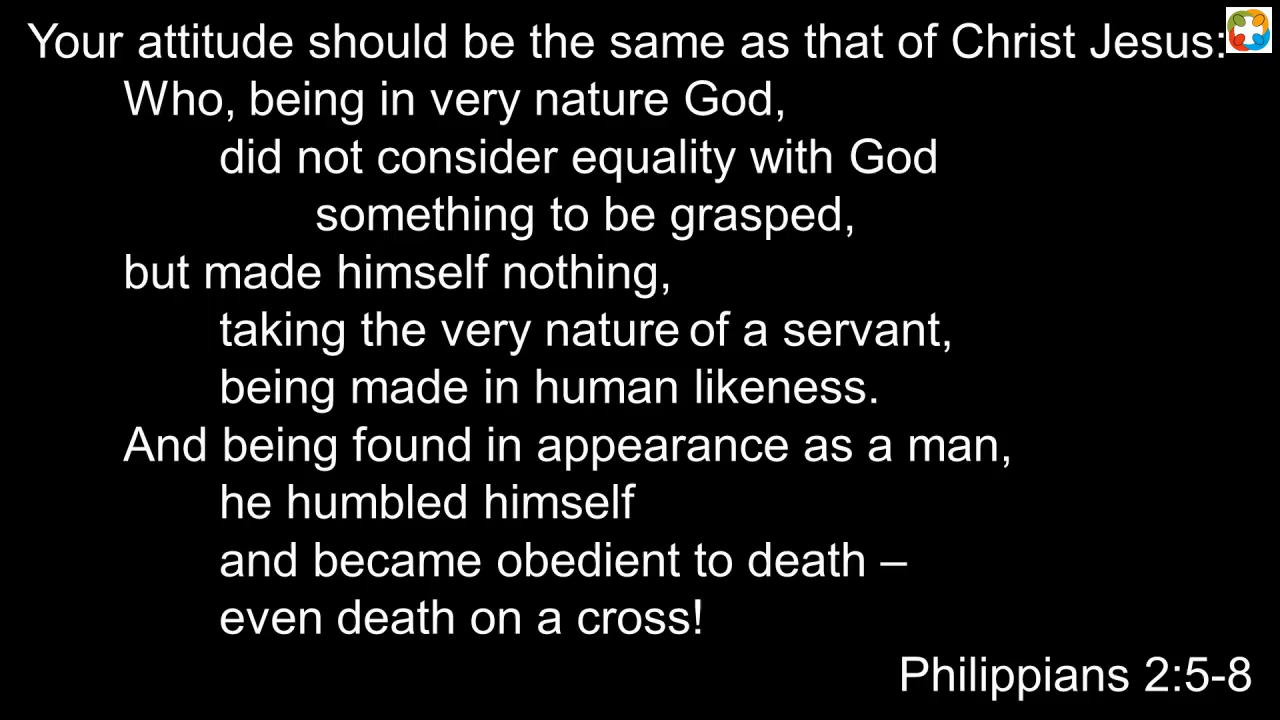 Your attitude should be the same as that of Christ Jesus:
Who, being in very nature God,
did not consider equality with God
something to be grasped,
but made himself nothing,
taking the very nature of a servant,
being made in human likeness.
And being found in appearance as a man,
he humbled himself
and became obedient to death –
even death on a cross!
Philippians 2:5-8